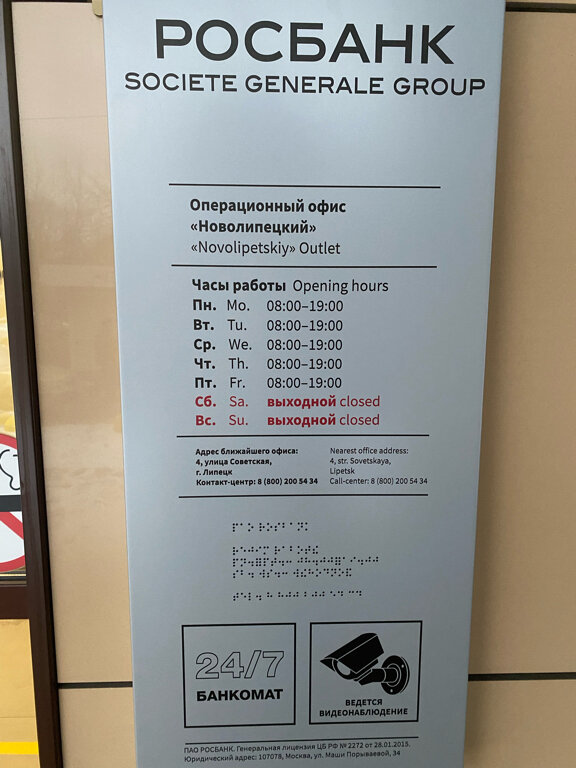 РОСБАНК
SOCIETE GENERALE GROUP
Операционный офис
«Новолипецкий»
«Novolipetskiy» Outlet
Часы работы Opening hours
Пн. Mo. 08:00–19:00
Вт. Tu. 08:00–19:00
Ср. We. 08:00–19:00
Чт. Th. 08:00–19:00
Пт. Fr. 08:00–19:00
Сб. Sa. выходной closed
Вс. Su. выходной closed
Адрес ближайшего офиса:
4, улица Советская,
г. Липецк
Контакт-центр: 8 (800) 200 54 34
Nearest office address:
4, str. Sovetskaya,
Lipetsk
Call-center: 8 (800) 200 54 34
24/7
БАНКОМАТ
ВЕДЕТСЯ
ВИДЕОНАБЛЮДЕНИЕ
ПАО РОСБАНК. Генеральная лицензия ЦБ РФ № 2272 от 28.01.2015.
Юридический адрес: 107078, Москва, ул. Маши Порываевой, 34